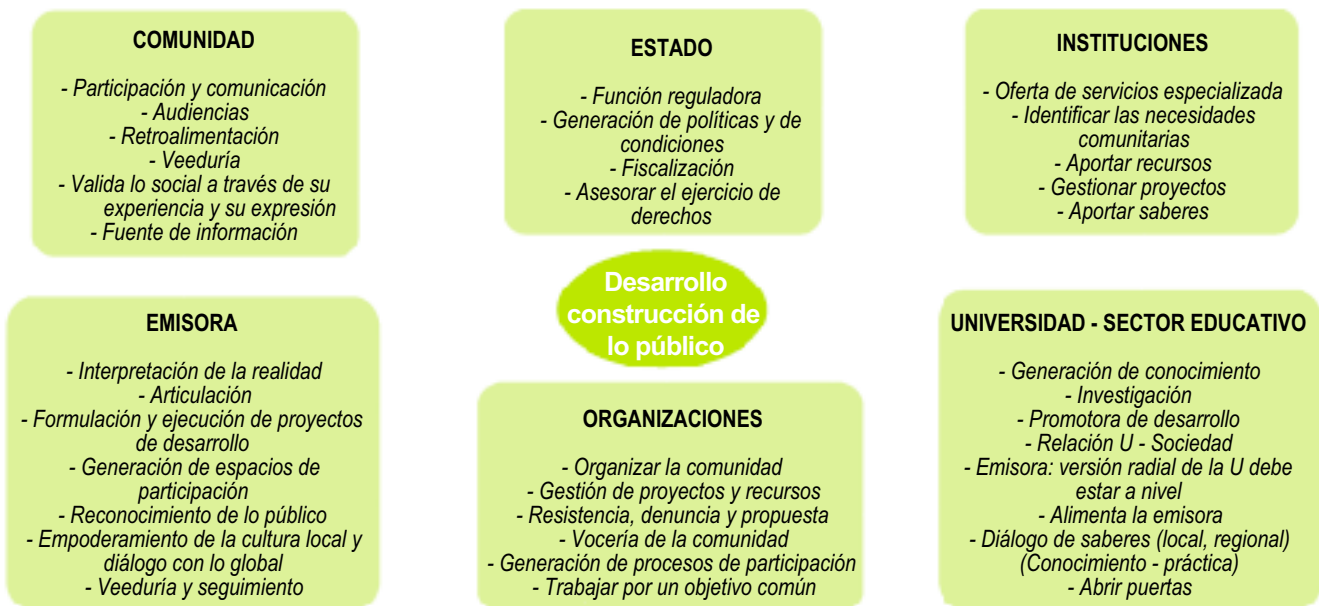 COMUNIDAD
- Participación y comunicación
- Audiencias
- Retroalimentación
- Veeduría
- Valida lo social a través de su
experiencia y su expresión
- Fuente de información
ESTADO
- Función reguladora
- Generación de políticas y de
condiciones
- Fiscalización
- Asesorar el ejercicio de
derechos
INSTITUCIONES
- Oferta de servicios especializada
- Identificar las necesidades
comunitarias
- Aportar recursos
- Gestionar proyectos
- Aportar saberes
Desarrollo
construcción de
lo público
EMISORA
- Interpretación de la realidad
- Articulación
- Formulación y ejecución de proyectos
de desarrollo
- Generación de espacios de
participación
- Reconocimiento de lo público
- Empoderamiento de la cultura local y
diálogo con lo global
- Veeduría y seguimiento
ORGANIZACIONES
- Organizar la comunidad
- Gestión de proyectos y recursos
- Resistencia, denuncia y propuesta
- Vocería de la comunidad
- Generación de procesos de participación
- Trabajar por un objetivo común
UNIVERSIDAD - SECTOR EDUCATIVO
- Generación de conocimiento
- Investigación
- Promotora de desarrollo
- Relación U - Sociedad
- Emisora: versión radial de la U debe
estar a nivel
- Alimenta la emisora
- Diálogo de saberes (local, regional)
(Conocimiento - práctica)
- Abrir puertas